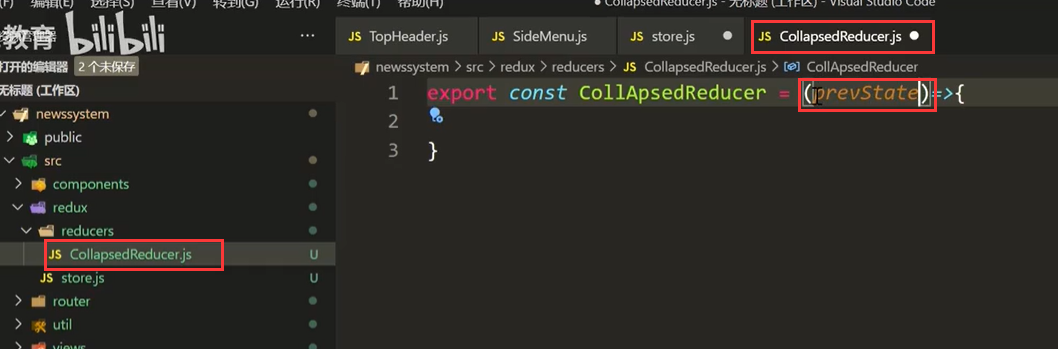 (F) 编辑(E) 选择(S) 查看(V) 转到(G) 运行(R) 终端(T) 帮助(H)
● CollapsedReducer.js - 无标题 (工作区) - Visual Studio Code
教育 bilibili
···
JS TopHeader.js
JS SideMenu.js
JS store.js ●
JS CollapsedReducer.js ●
打开的编辑器 2 个未保存
无标题 (工作区)
newssystem
public
src
components
redux
reducers
JS CollapsedReducer.js U
JS store.js U
router
util
views
newssystem > src > redux > reducers > JS CollapsedReducer.js > CollApsedReducer
1 export const CollApsedReducer = (prevState)=>{
2
3 }